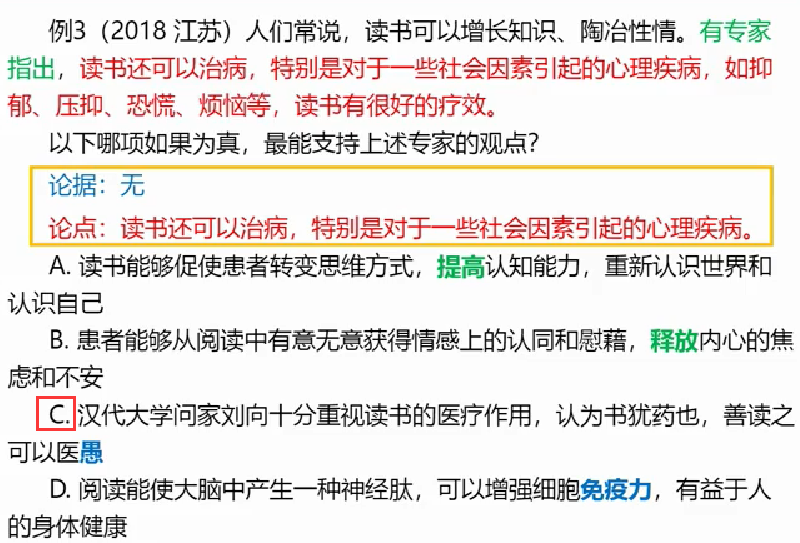 例3（2018 江苏）人们常说，读书可以增长知识、陶冶性情。有专家
指出，读书还可以治病，特别是对于一些社会因素引起的心理疾病，如抑
郁、压抑、恐慌、烦恼等，读书有很好的疗效。
以下哪项如果为真，最能支持上述专家的观点？
论据：无
论点：读书还可以治病，特别是对于一些社会因素引起的心理疾病。
A. 读书能够促使患者转变思维方式，提高认知能力，重新认识世界和
认识自己
B. 患者能够从阅读中有意无意获得情感上的认同和慰藉，释放内心的焦
虑和不安
C. 汉代大学问家刘向十分重视读书的医疗作用，认为书犹药也，善读之
可以医愚
D. 阅读能使大脑中产生一种神经肽，可以增强细胞免疫力，有益于人
的身体健康